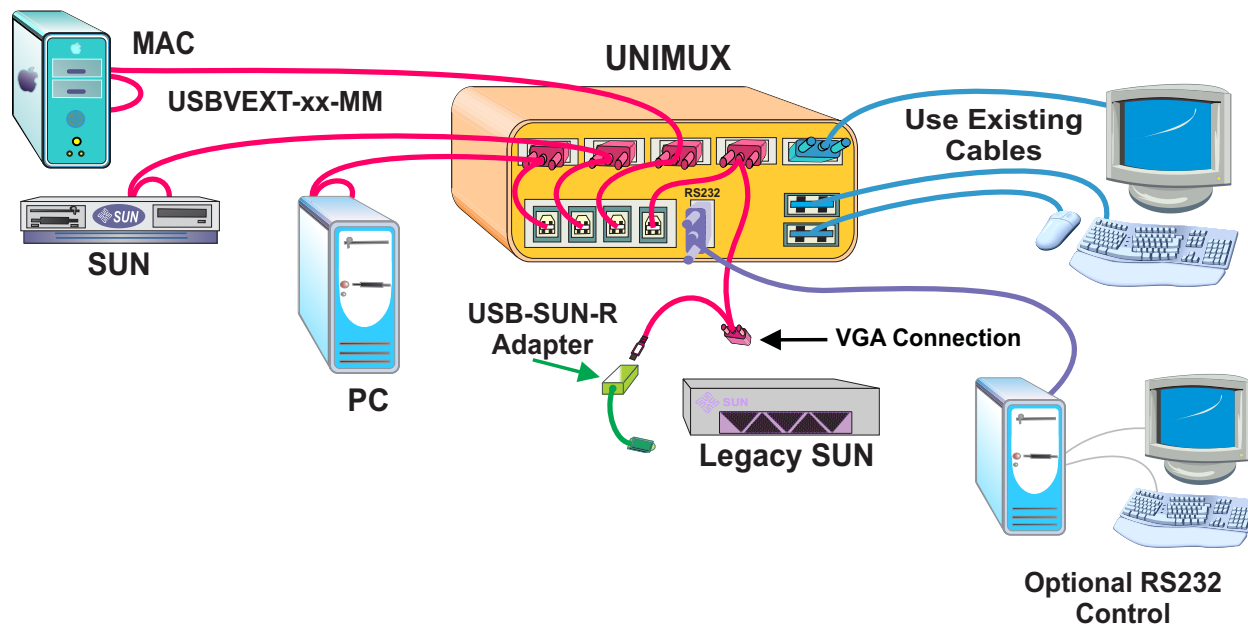 MAC
UNIMUX
USBVEXT-xx-MM
Use Existing
Cables
RS232
SUN
SUN
USB-SUN-R
Adapter
VGA Connection
PC
SUN
Legacy SUN
Optional RS232
Control